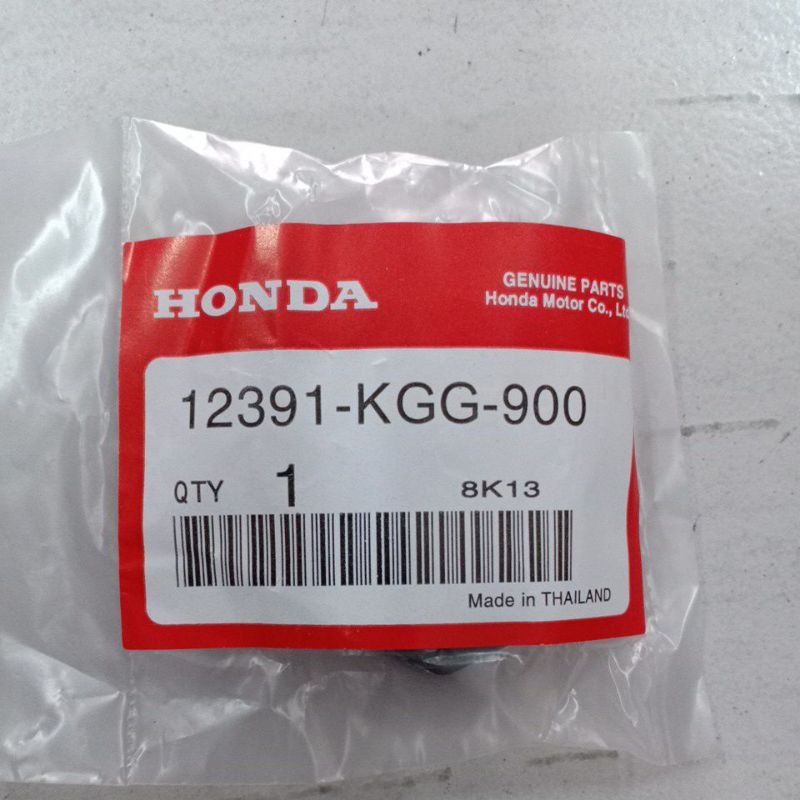 HONDA
GENUINE PARTS
Honda Motor Co., Ltd
12391-KGG-900
QTY 1 8K13
Made in THAILAND